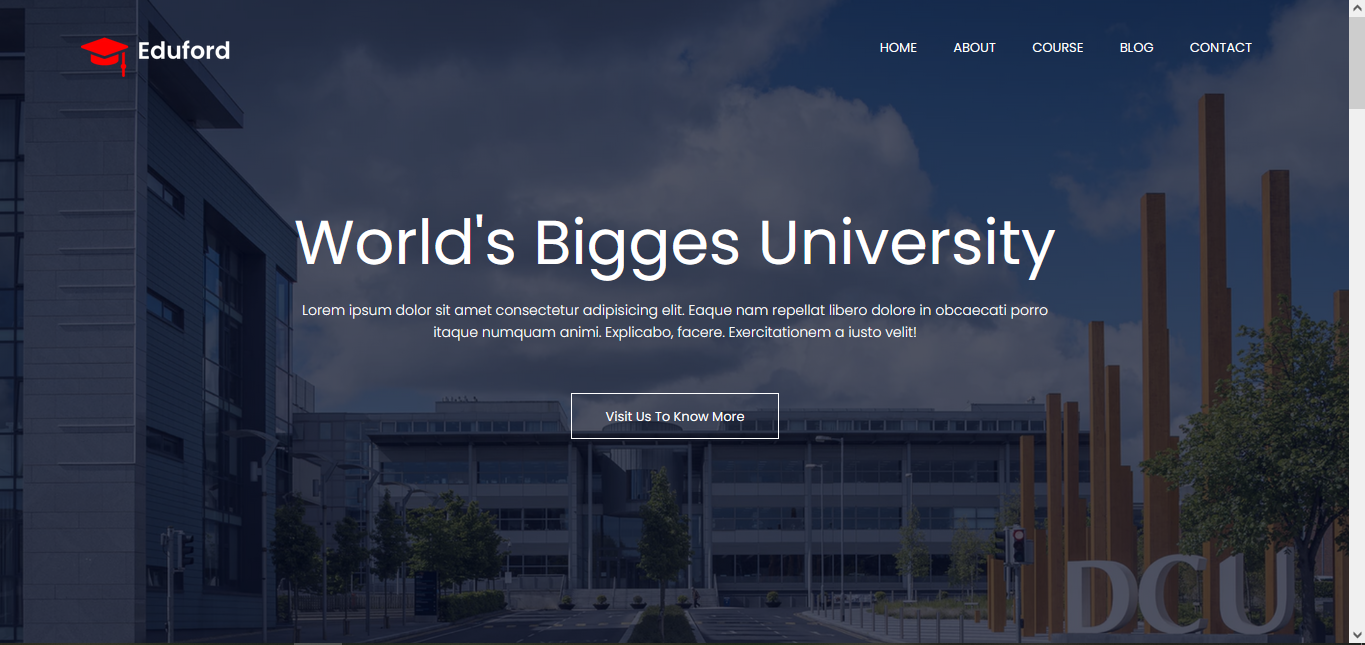 Eduford
HOME ABOUT COURSE BLOG CONTACT
World's Bigges University
Lorem ipsum dolor sit amet consectetur adipisicing elit. Eaque nam repellat libero dolore in obcaecati porro
itaque numquam animi. Explicabo, facere. Exercitationem a iusto velit!
Visit Us To Know More
DCU